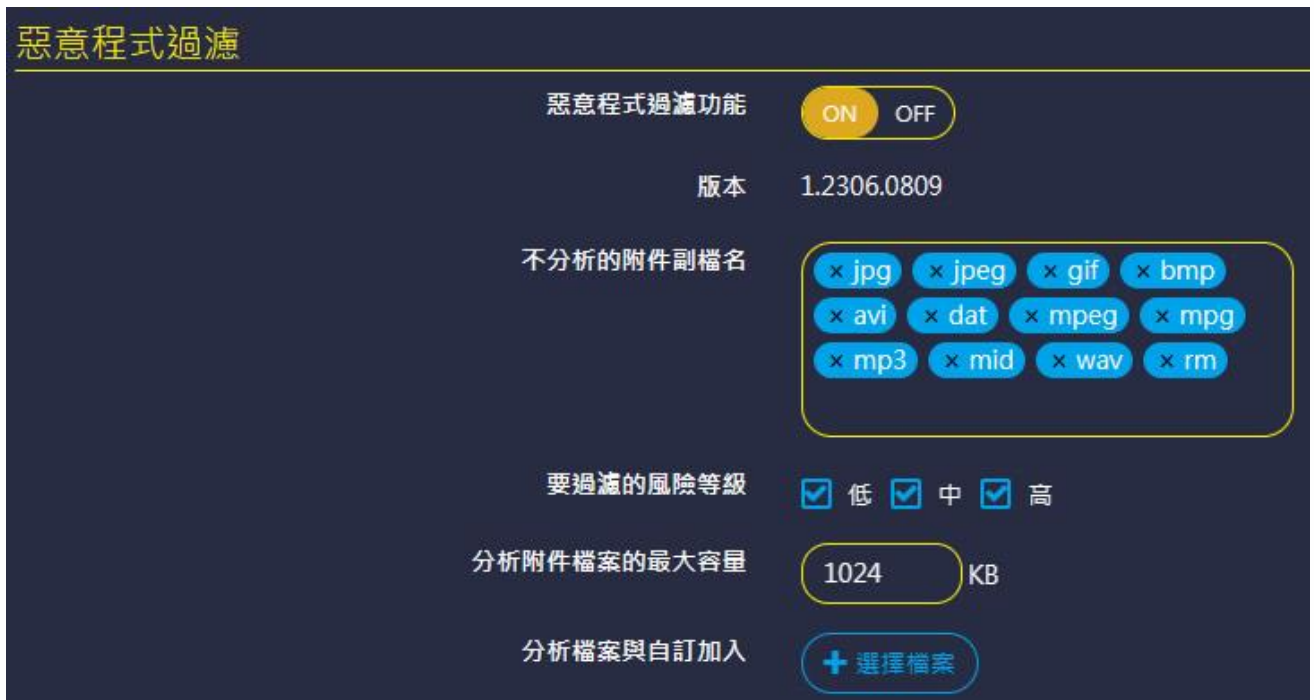 惡意程式過濾
惡意程式過濾功能 ON OFF
版本 1.2306.0809
不分析的附件副檔名 × jpg × jpeg × gif × bmp
× avi × dat × mpeg × mpg
× mp3 × mid × wav × rm
要過濾的風險等級 低 中 高
分析附件檔案的最大容量 1024 KB
分析檔案與自訂加入 + 選擇檔案